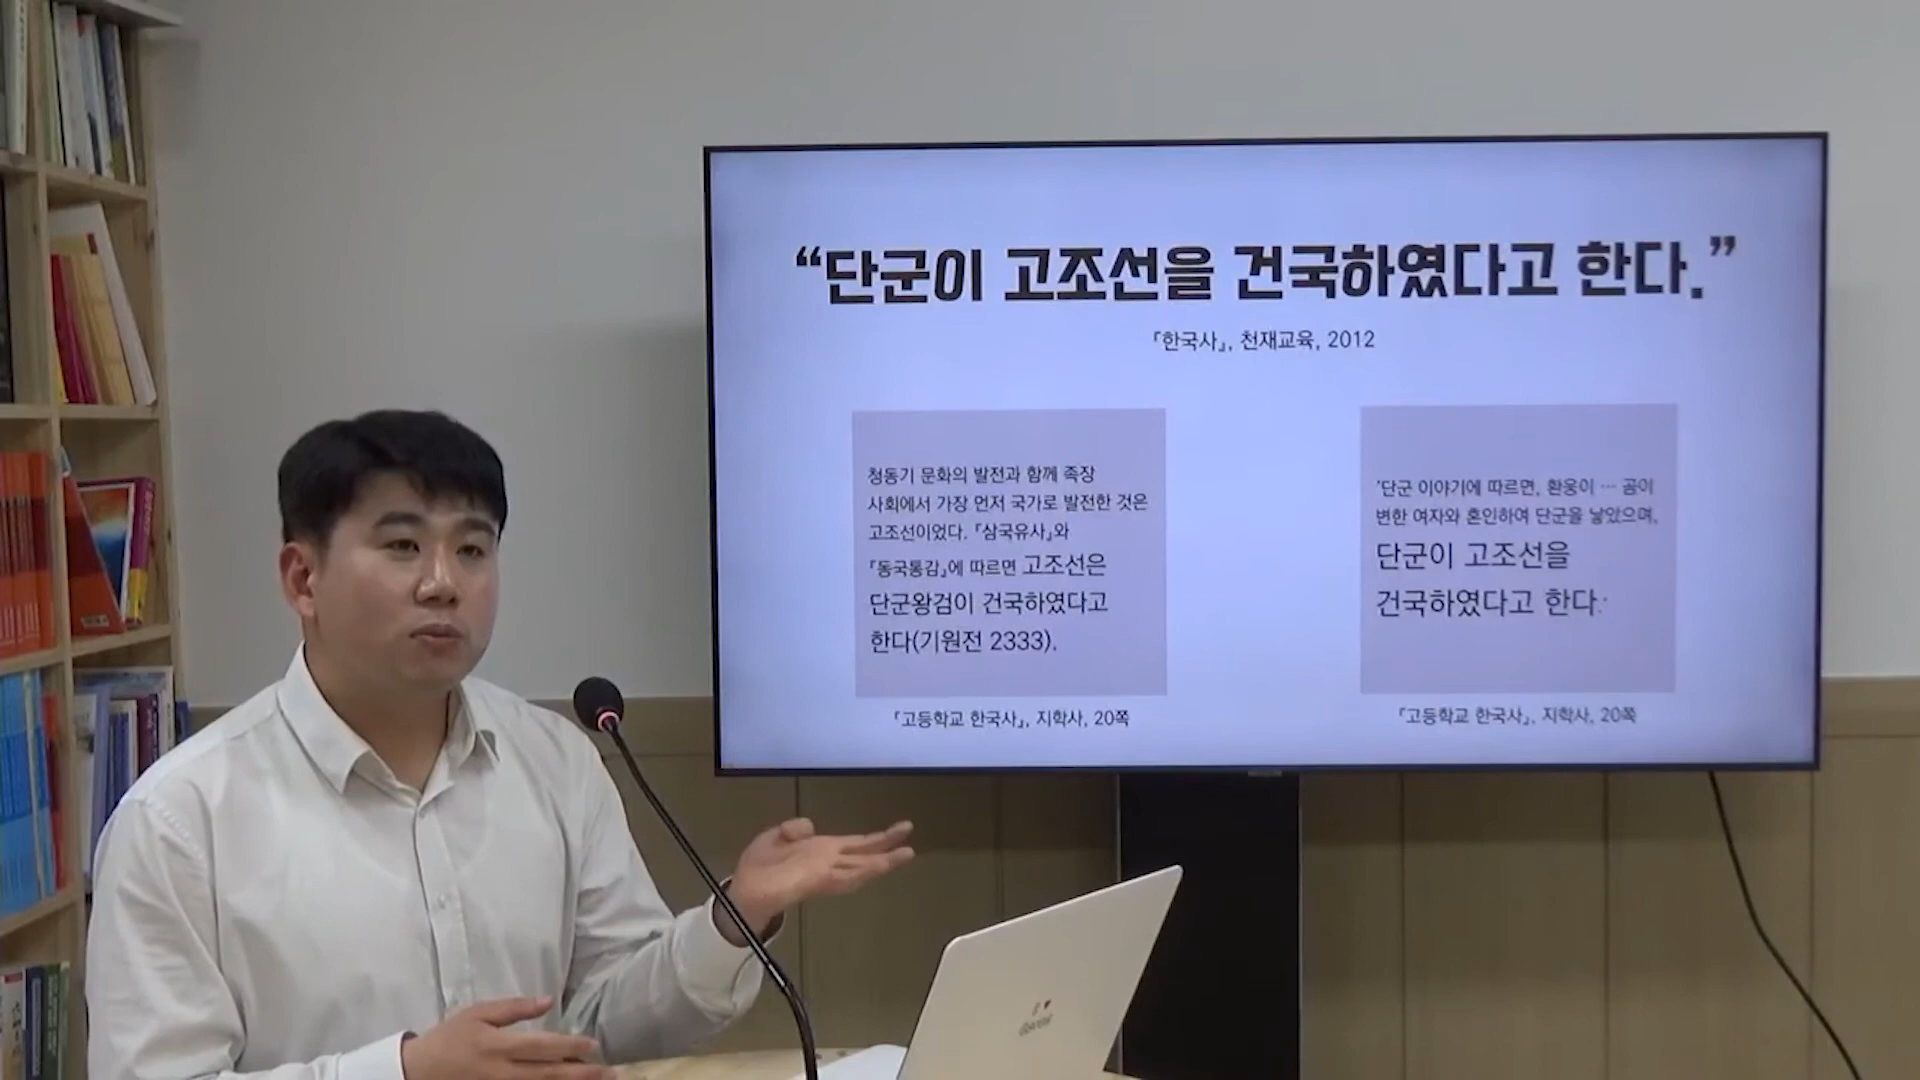 “단군이 고조선을 건국하였다고 한다.”
『한국사』, 천재교육, 2012
청동기 문화의 발전과 함께 족장
사회에서 가장 먼저 국가로 발전한 것은
고조선이었다. 『삼국유사』와
『동국통감』에 따르면 고조선은
단군왕검이 건국하였다고
한다(기원전 2333).
『고등학교 한국사』, 지학사, 20쪽
'단군 이야기에 따르면, 환웅이 … 곰이
변한 여자와 혼인하여 단군을 낳았으며,
단군이 고조선을
건국하였다고 한다.'
『고등학교 한국사』, 지학사, 20쪽